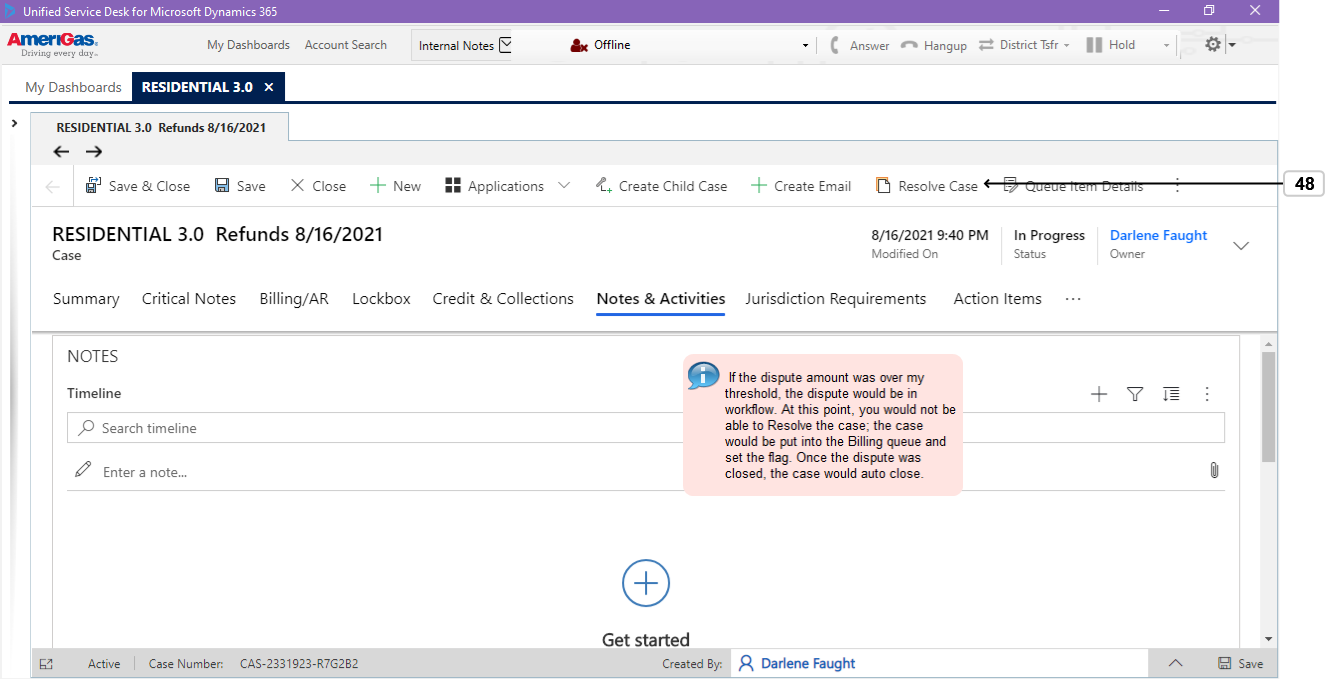 Unified Service Desk for Microsoft Dynamics 365
AmeriGas.
Driving every day..
My Dashboards Account Search Internal Notes Offline Answer Hangup District Tsfr Hold
My Dashboards RESIDENTIAL 3.0 ×
RESIDENTIAL 3.0 Refunds 8/16/2021
Save & Close Save Close New Applications Create Child Case Create Email Resolve Case Queue Item Details 48
RESIDENTIAL 3.0 Refunds 8/16/2021
Case
8/16/2021 9:40 PM In Progress Darlene Faught
Modified On Status Owner
Summary Critical Notes Billing/AR Lockbox Credit & Collections Notes & Activities Jurisdiction Requirements Action Items ...
NOTES
Timeline
Search timeline
Enter a note...
If the dispute amount was over my
threshold, the dispute would be in
workflow. At this point, you would not be
able to Resolve the case; the case
would be put into the Billing queue and
set the flag. Once the dispute was
closed, the case would auto close.
Get started
Active Case Number: CAS-2331923-R7G2B2 Created By: Darlene Faught Save